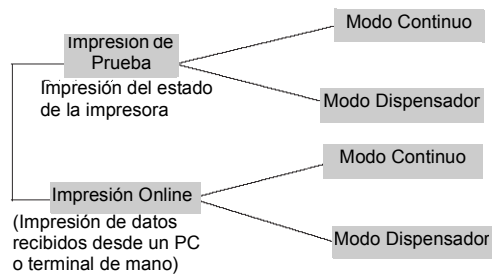 Modo Continuo
Impresión de
Prueba
Impresión del estado
de la impresora
Modo Dispensador
Modo Continuo
Impresión Online
(Impresión de datos
recibidos desde un PC
o terminal de mano)
Modo Dispensador